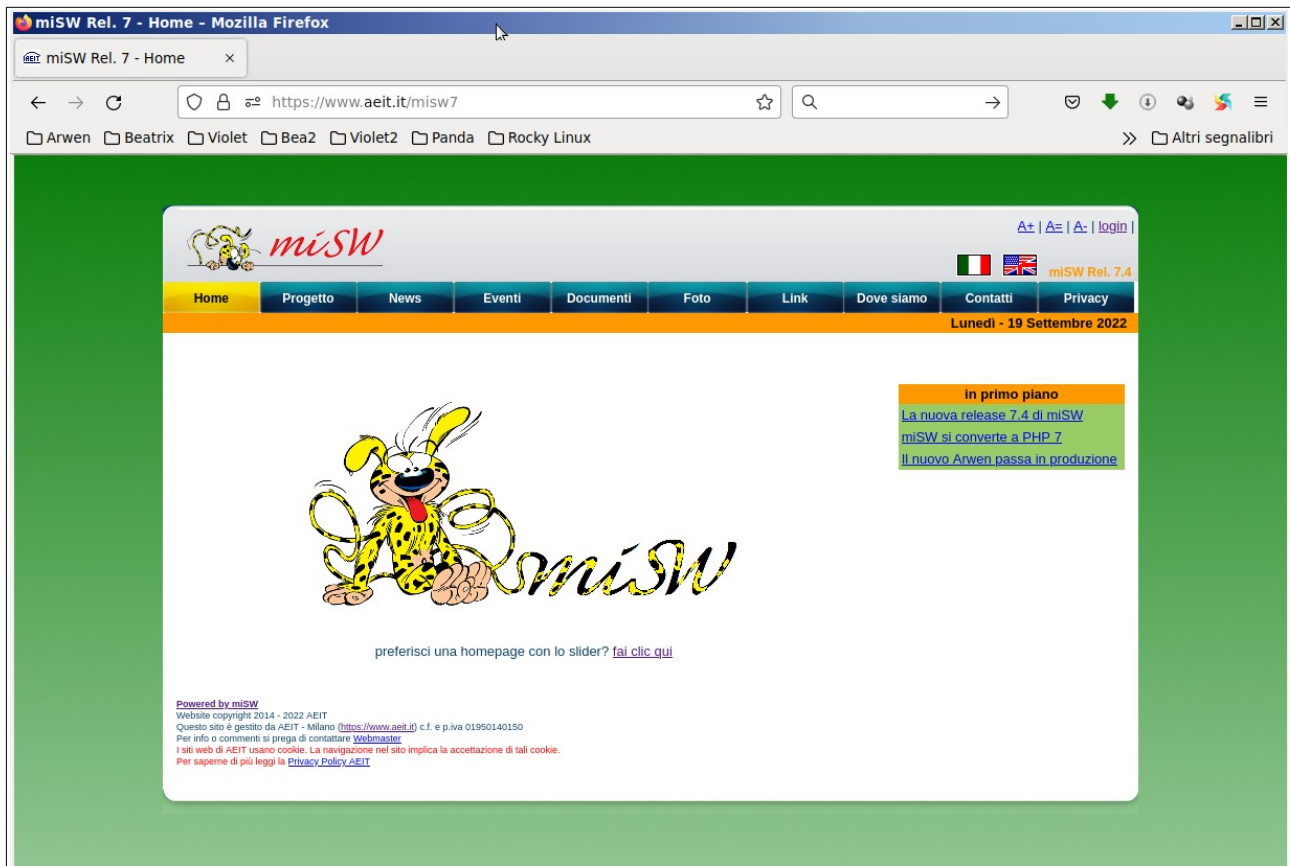 miSW Rel. 7 - Home – Mozilla Firefox
AEIT miSW Rel. 7 - Home ×
https://www.aeit.it/misw7
Arwen Beatrix Violet Bea2 Violet2 Panda Rocky Linux Altri segnalibri
miSW
A+ | A= | A- | login |
miSW Rel. 7.4
Home Progetto News Eventi Documenti Foto Link Dove siamo Contatti Privacy
Lunedì - 19 Settembre 2022
in primo piano
La nuova release 7.4 di miSW
miSW si converte a PHP 7
Il nuovo Arwen passa in produzione
miSW
preferisci una homepage con lo slider? fai clic qui
Powered by miSW
Website copyright 2014 - 2022 AEIT
Questo sito è gestito da AEIT - Milano (https://www.aeit.it) c.f. e p.iva 01950140150
Per info o commenti si prega di contattare Webmaster
I siti web di AEIT usano cookie. La navigazione nel sito implica la accettazione di tali cookie.
Per saperne di più leggi la Privacy Policy AEIT